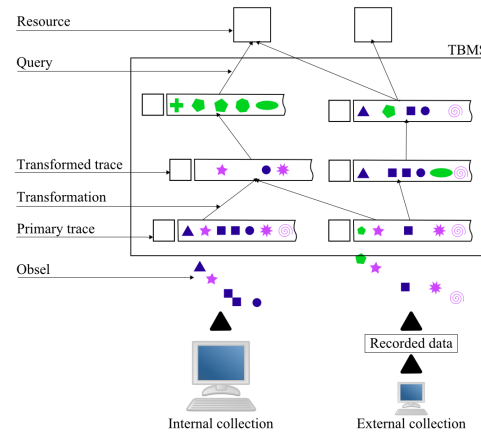 Resource
TBMS
Query
Transformed trace
Transformation
Primary trace
Obsel
Recorded data
Internal collection
External collection